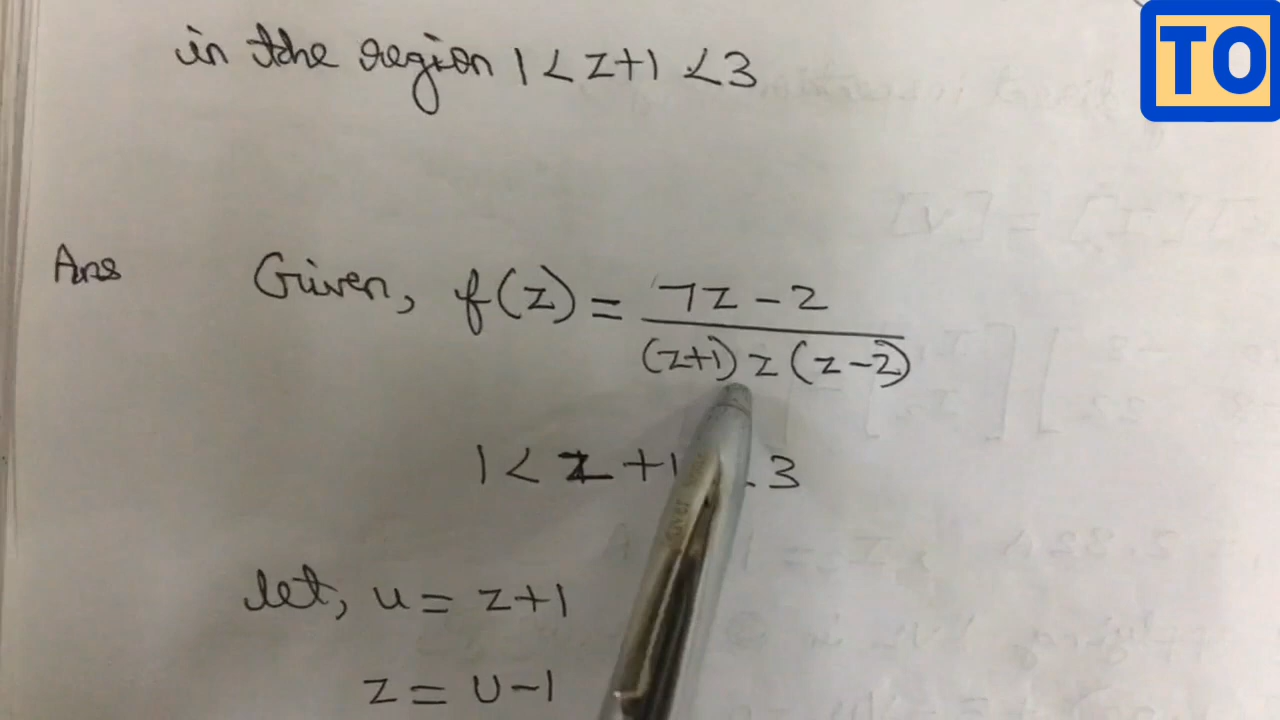 TO
in the region 1 < z+1 < 3
Ans Given, f(z) = 7z - 2
(z+1) z (z-2)
1 < z + 1 3
let, u = z+1
z = u-1